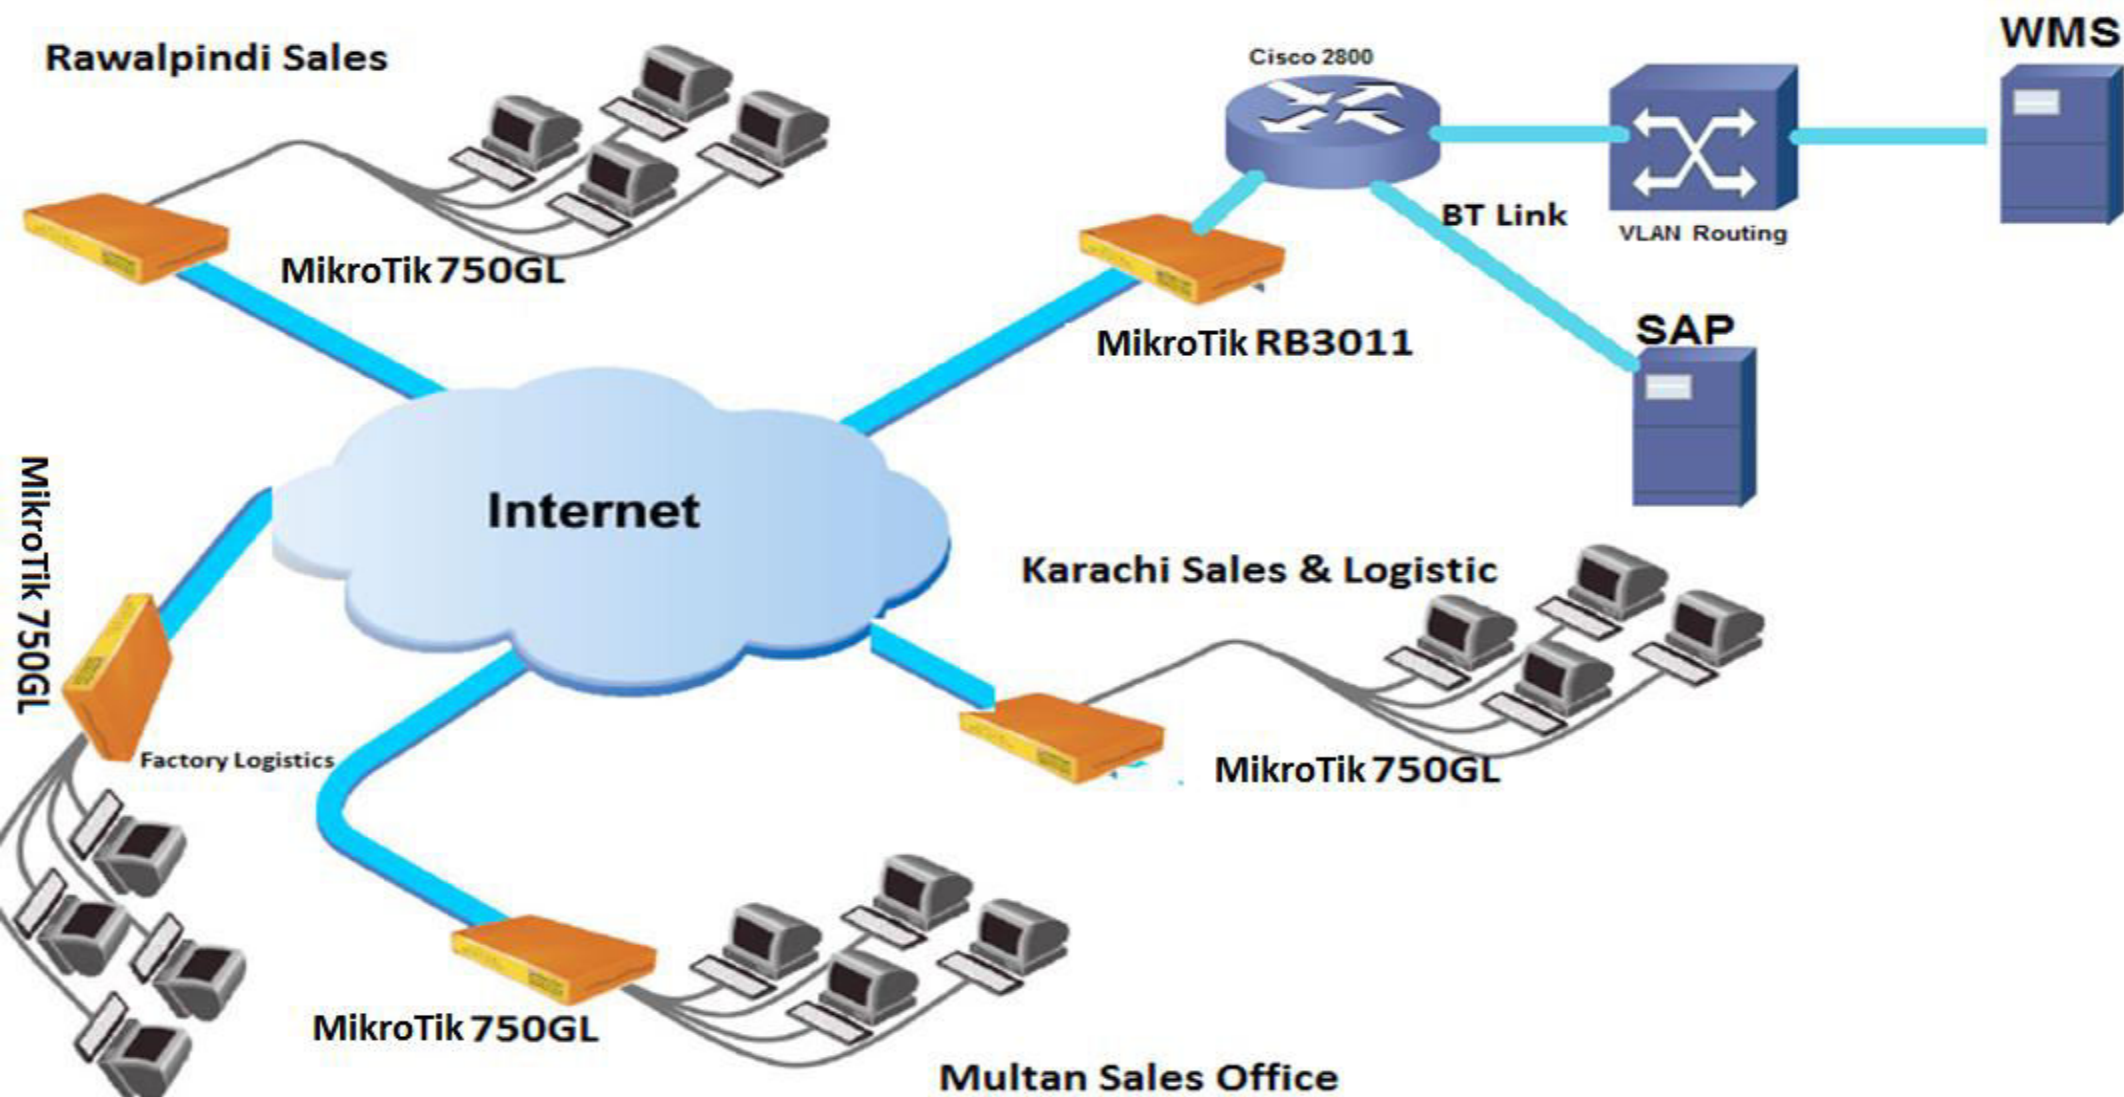 Rawalpindi Sales
MikroTik 750GL
Cisco 2800
WMS
BT Link
VLAN Routing
MikroTik RB3011
SAP
Internet
MikroTik 750GL
Karachi Sales & Logistic
MikroTik 750GL
Factory Logistics
MikroTik 750GL
Multan Sales Office